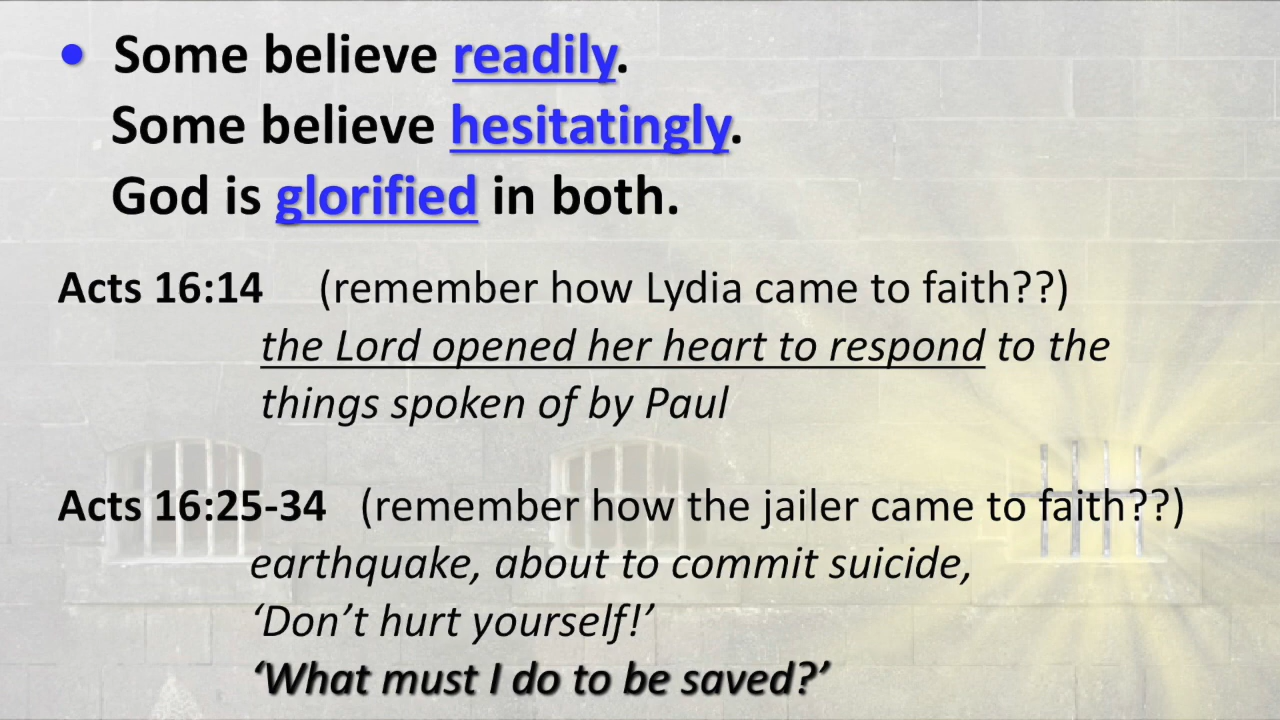 • Some believe readily.
Some believe hesitatingly.
God is glorified in both.
Acts 16:14 (remember how Lydia came to faith??)
the Lord opened her heart to respond to the
things spoken of by Paul
Acts 16:25-34 (remember how the jailer came to faith??)
earthquake, about to commit suicide,
‘Don’t hurt yourself!’
‘What must I do to be saved?’